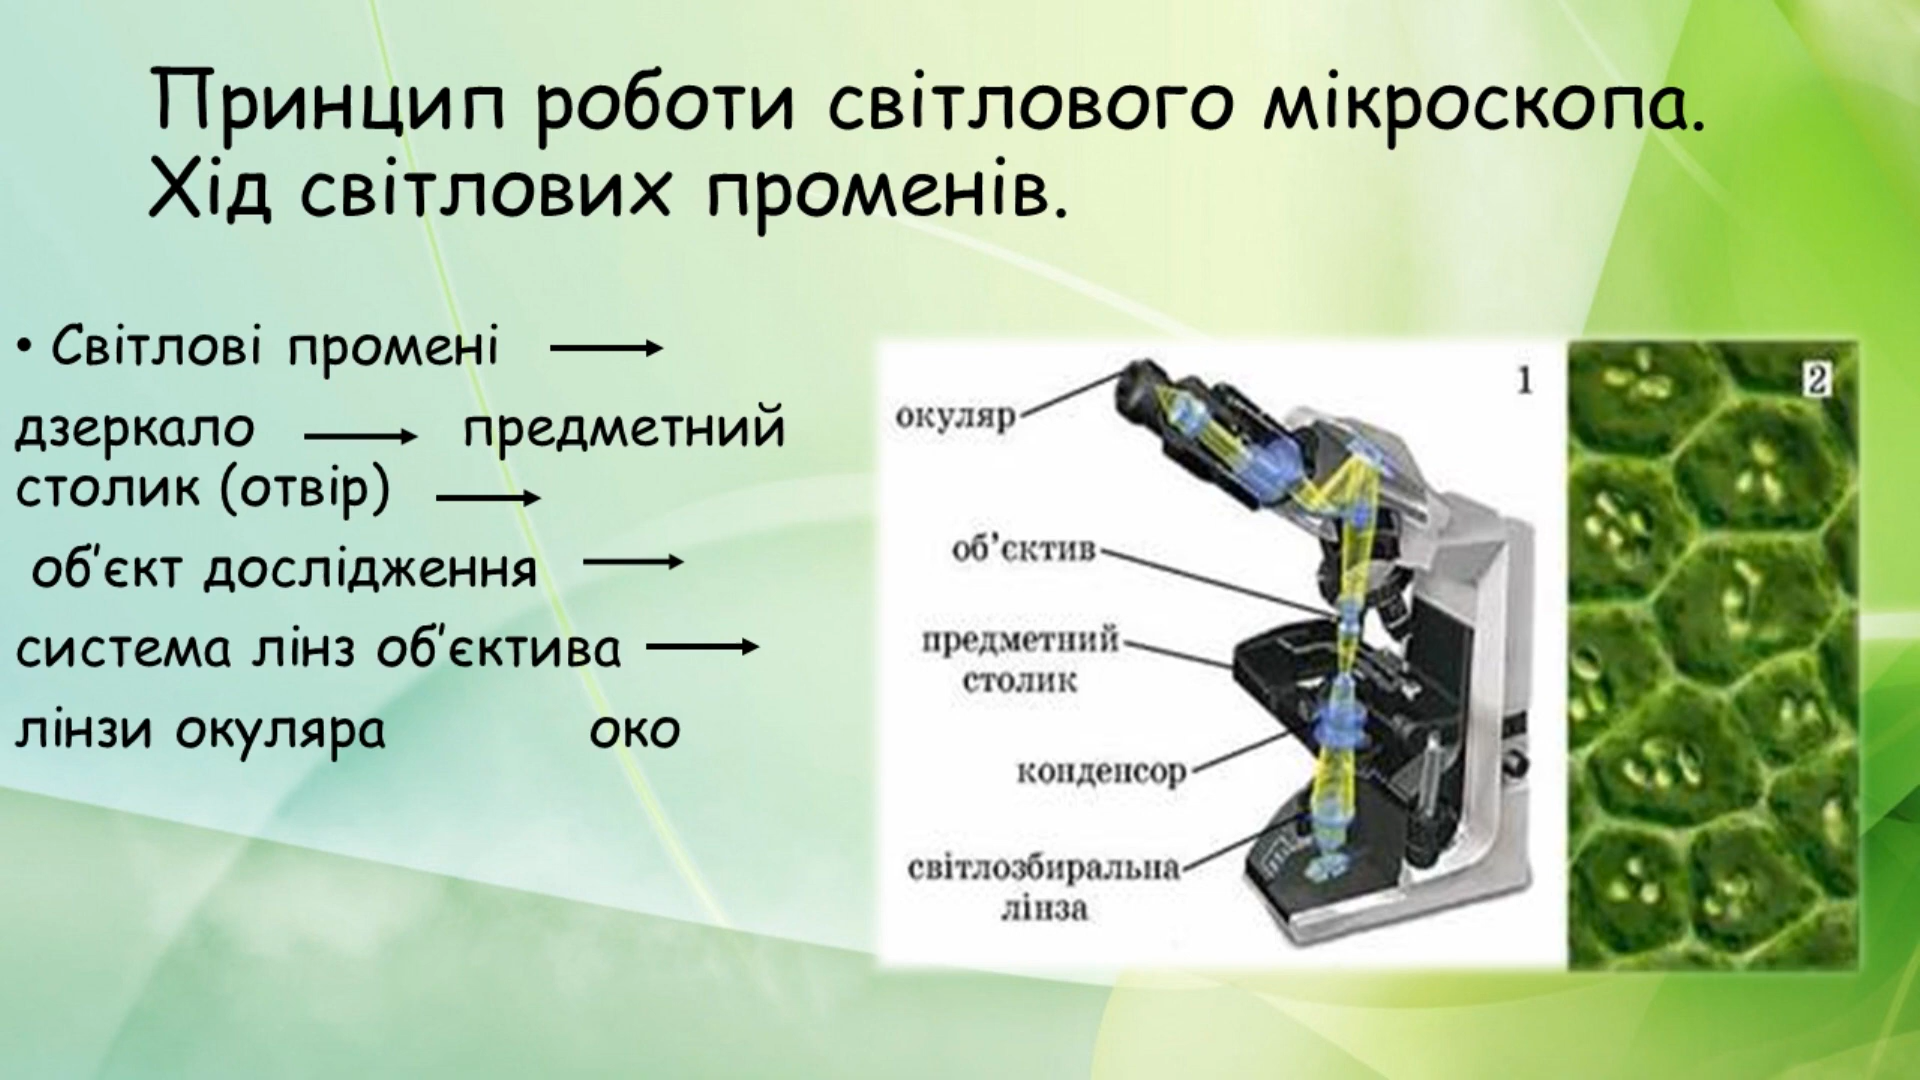 Принцип роботи світлового мікроскопа.
Хід світлових променів.
• Світлові промені →
дзеркало → предметний
столик (отвір) →
об’єкт дослідження →
система лінз об’єктива →
лінзи окуляра око
1
2
окуляр
об’єктив
предметний
столик
конденсор
світлозбиральна
лінза